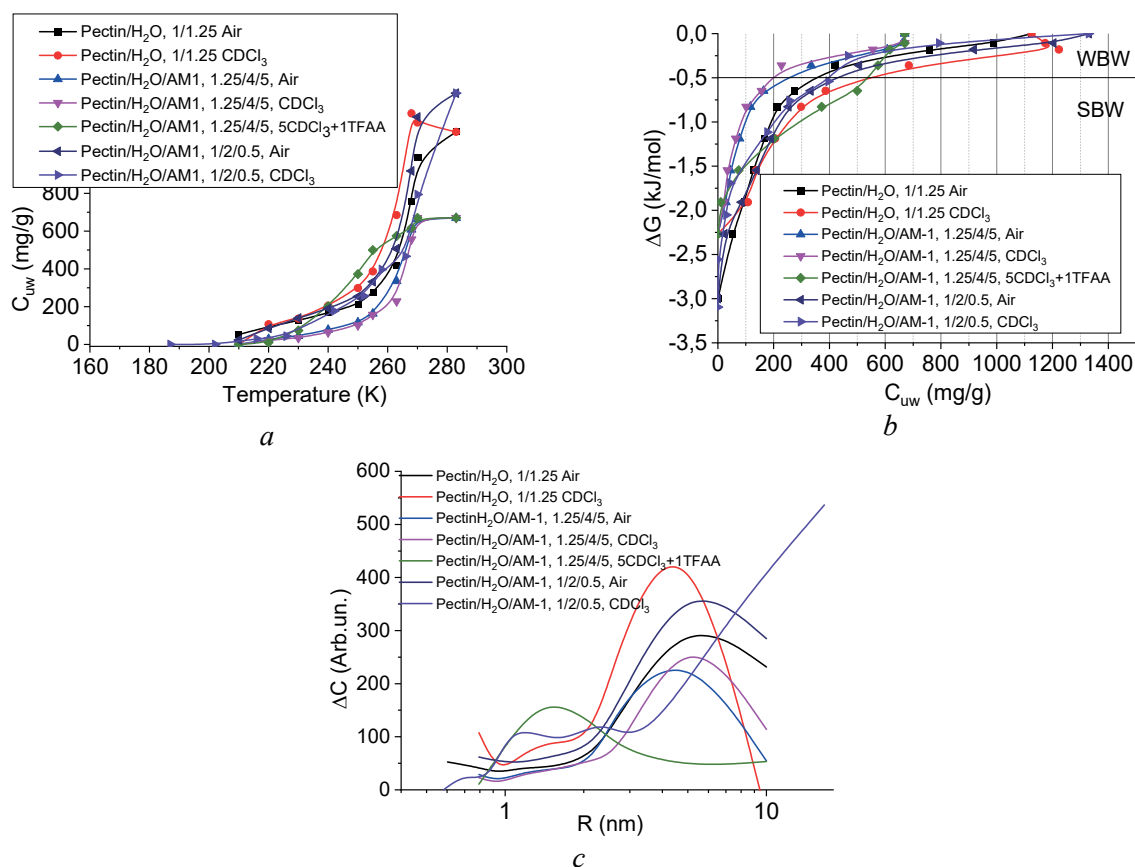 Pectin/H₂O, 1/1.25 Air
Pectin/H₂O, 1/1.25 CDCl₃
Pectin/H₂O/AM1, 1.25/4/5, Air
Pectin/H₂O/AM1, 1.25/4/5, CDCl₃
Pectin/H₂O/AM1, 1.25/4/5, 5CDCl₃+1TFAA
Pectin/H₂O/AM1, 1/2/0.5, Air
Pectin/H₂O/AM1, 1/2/0.5, CDCl₃
800
600
400
200
0
C_uw (mg/g)
160 180 200 220 240 260 280 300
Temperature (K)
a
0,0
-0,5
-1,0
-1,5
-2,0
-2,5
-3,0
-3,5
ΔG (kJ/mol)
WBW
SBW
Pectin/H₂O, 1/1.25 Air
Pectin/H₂O, 1/1.25 CDCl₃
Pectin/H₂O/AM-1, 1.25/4/5, Air
Pectin/H₂O/AM-1, 1.25/4/5, CDCl₃
Pectin/H₂O/AM-1, 1.25/4/5, 5CDCl₃+1TFAA
Pectin/H₂O/AM-1, 1/2/0.5, Air
Pectin/H₂O/AM-1, 1/2/0.5, CDCl₃
0 200 400 600 800 1000 1200 1400
C_uw (mg/g)
b
600
500
400
300
200
100
0
ΔC (Arb.un.)
Pectin/H₂O, 1/1.25 Air
Pectin/H₂O, 1/1.25 CDCl₃
PectinH₂O/AM-1, 1.25/4/5, Air
Pectin/H₂O/AM-1, 1.25/4/5, CDCl₃
Pectin/H₂O/AM-1, 1.25/4/5, 5CDCl₃+1TFAA
Pectin/H₂O/AM-1, 1/2/0.5, Air
Pectin/H₂O/AM-1, 1/2/0.5, CDCl₃
1 10
R (nm)
c